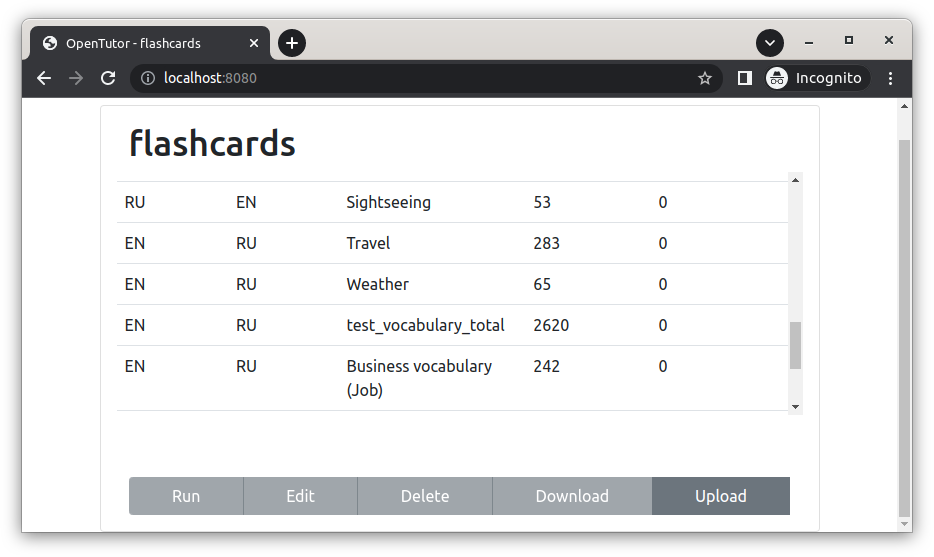 OpenTutor - flashcards
localhost:8080
Incognito
flashcards
RU EN Sightseeing 53 0
EN RU Travel 283 0
EN RU Weather 65 0
EN RU test_vocabulary_total 2620 0
EN RU Business vocabulary 242 0
(Job)
Run Edit Delete Download Upload